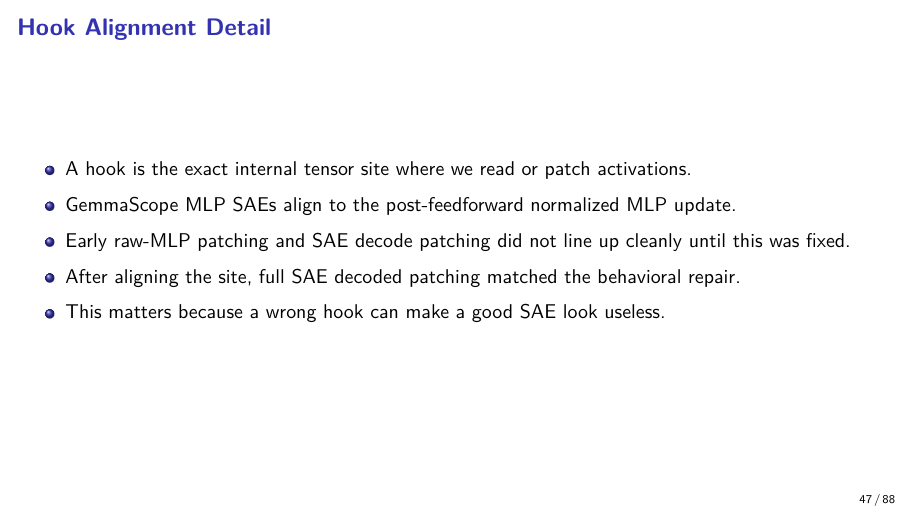 Hook Alignment Detail
A hook is the exact internal tensor site where we read or patch activations.
GemmaScope MLP SAEs align to the post-feedforward normalized MLP update.
Early raw-MLP patching and SAE decode patching did not line up cleanly until this was fixed.
After aligning the site, full SAE decoded patching matched the behavioral repair.
This matters because a wrong hook can make a good SAE look useless.
47 / 88